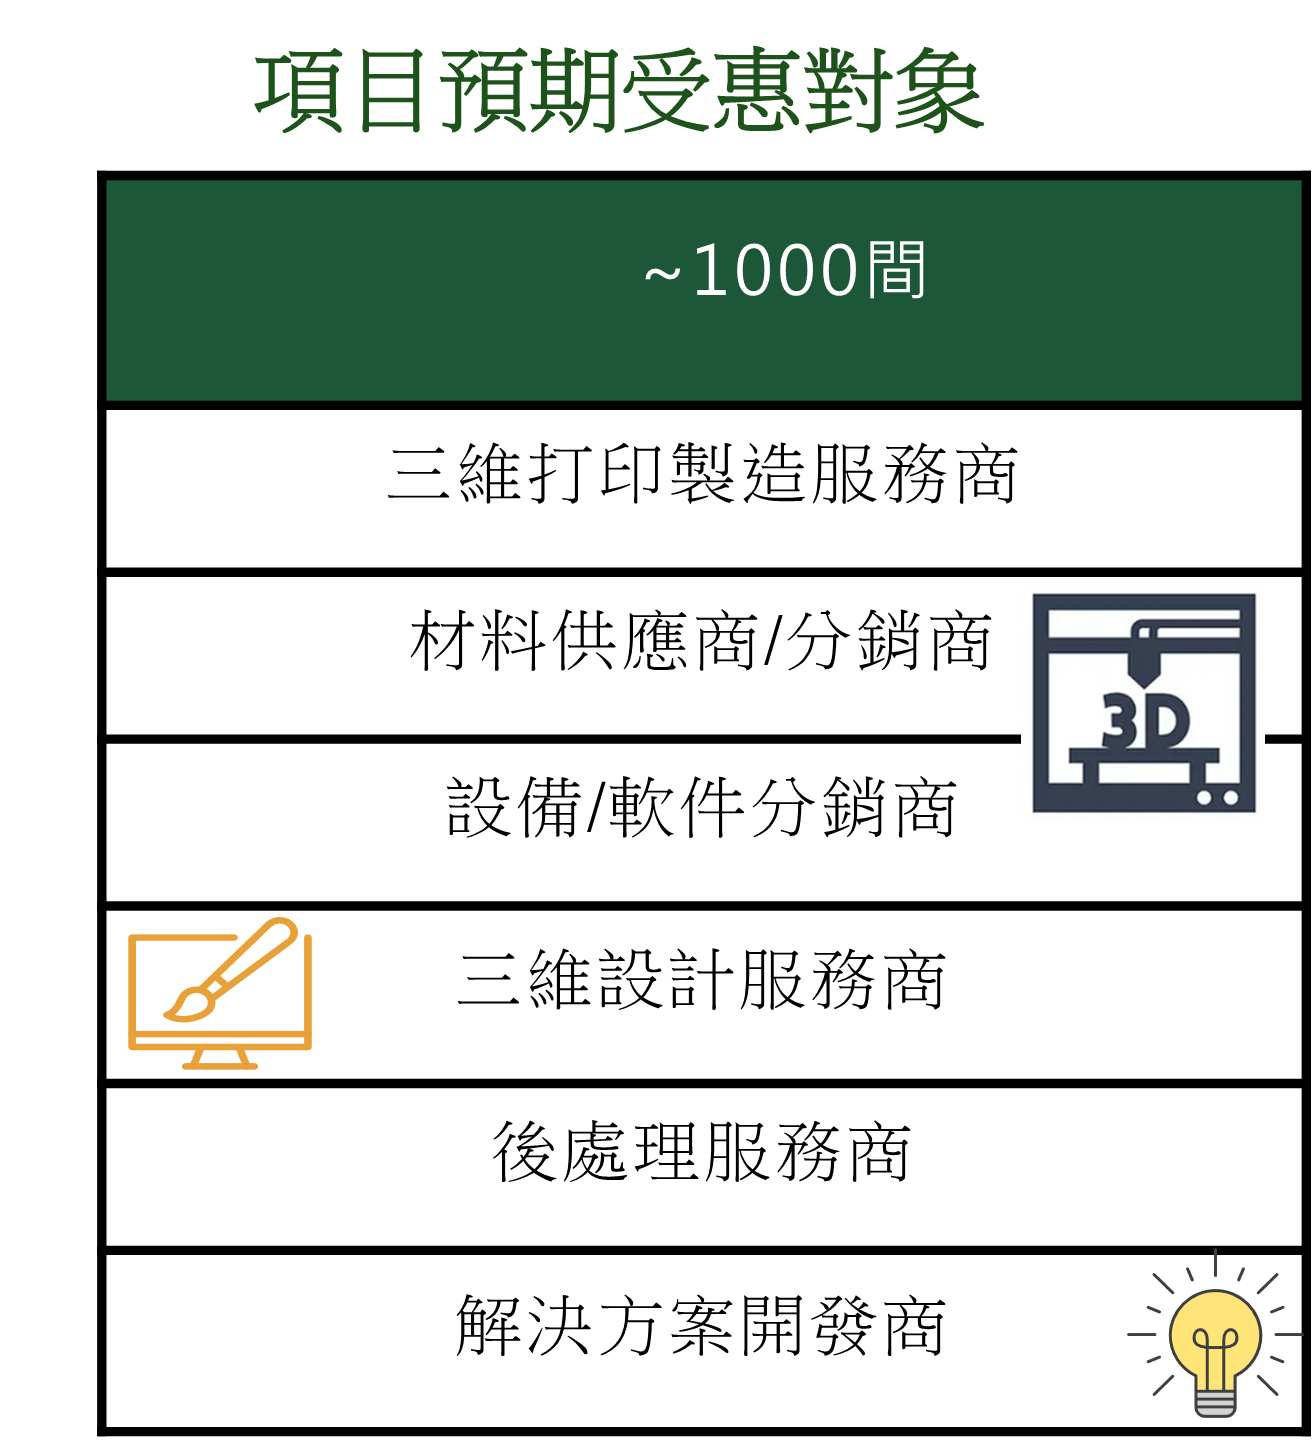 項目預期受惠對象
~1000間
三維打印製造服務商
材料供應商/分銷商
3D
設備/軟件分銷商
三維設計服務商
後處理服務商
解決方案開發商